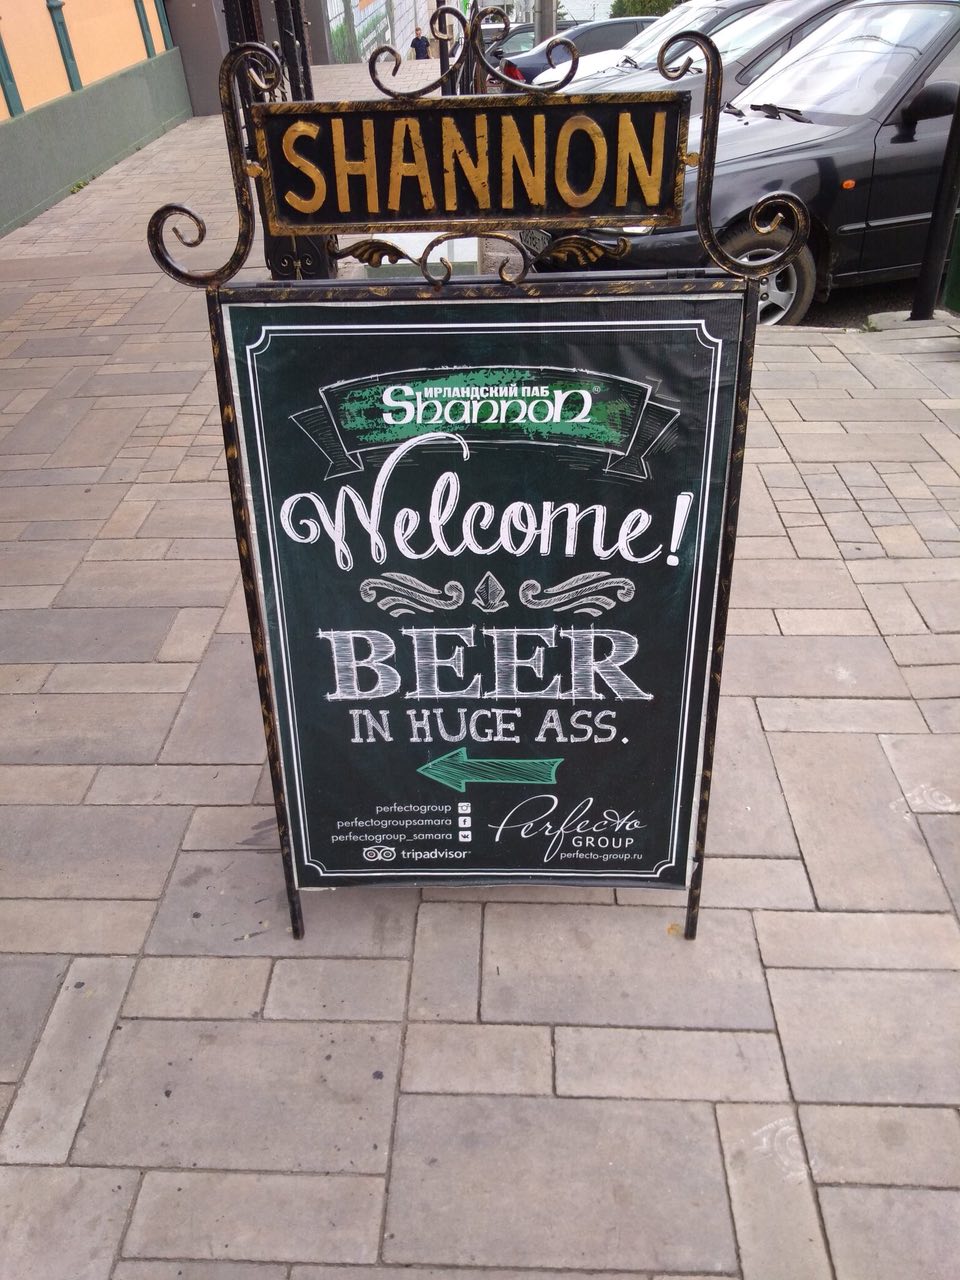 SHANNON
ИРЛАНДСКИЙ ПАБ
Shannon
Welcome!
BEER
IN HUGE ASS.
perfectogroup
perfectogroupsamara
perfectogroup_samara
tripadvisor
Perfecto
GROUP
perfecto-group.ru